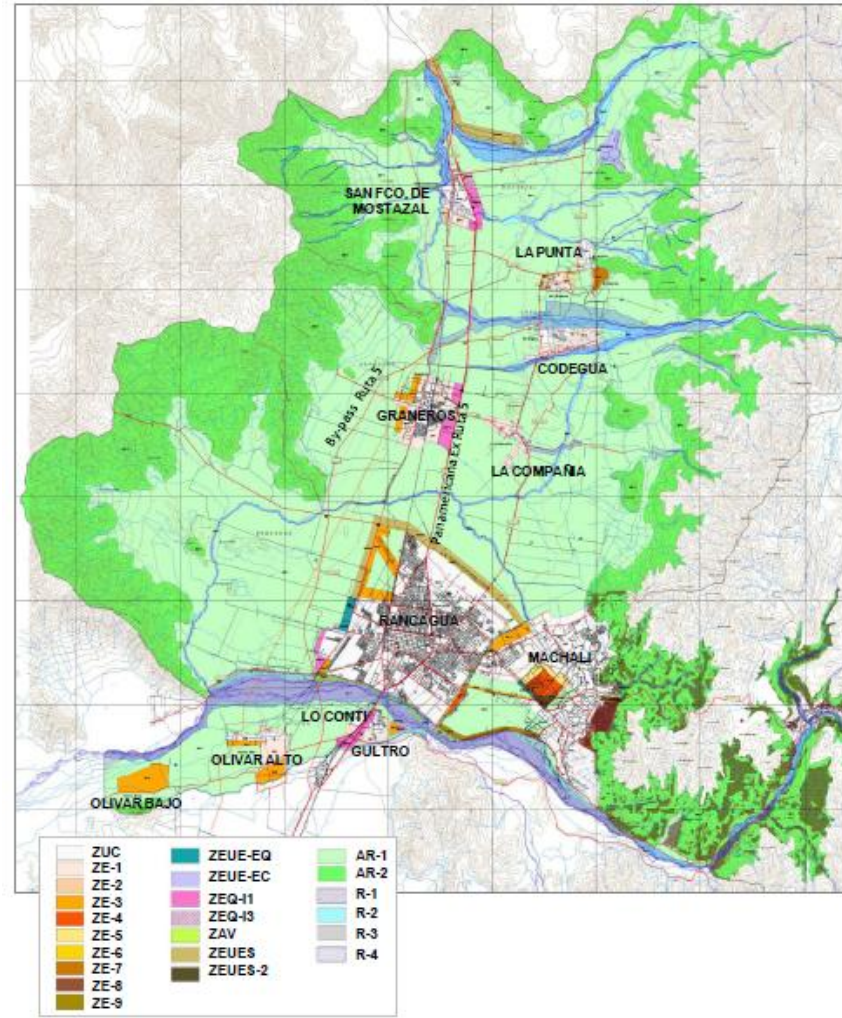 SAN FCO. DE
MOSTAZAL
LA PUNTA
CODEGUA
By-pass Ruta 5
GRANEROS
Panamericana Ex Ruta 5
LA COMPAÑIA
RANCAGUA
MACHALI
LO CONTI
GULTRO
OLIVAR ALTO
OLIVAR BAJO
ZUC
ZE-1
ZE-2
ZE-3
ZE-4
ZE-5
ZE-6
ZE-7
ZE-8
ZE-9
ZEUE-EQ
ZEUE-EC
ZEQ-I1
ZEQ-I3
ZAV
ZEUES
ZEUES-2
AR-1
AR-2
R-1
R-2
R-3
R-4